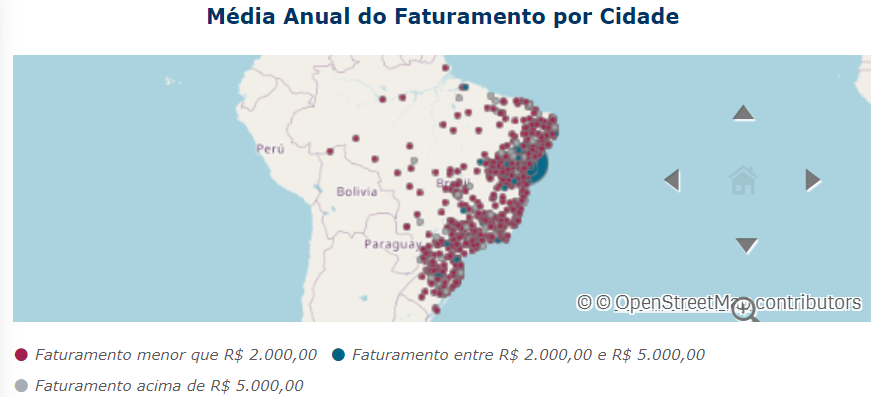 Média Anual do Faturamento por Cidade
Perú
Bolivia
Paraguay
© © OpenStreetMap contributors
Faturamento menor que R$ 2.000,00 Faturamento entre R$ 2.000,00 e R$ 5.000,00
Faturamento acima de R$ 5.000,00